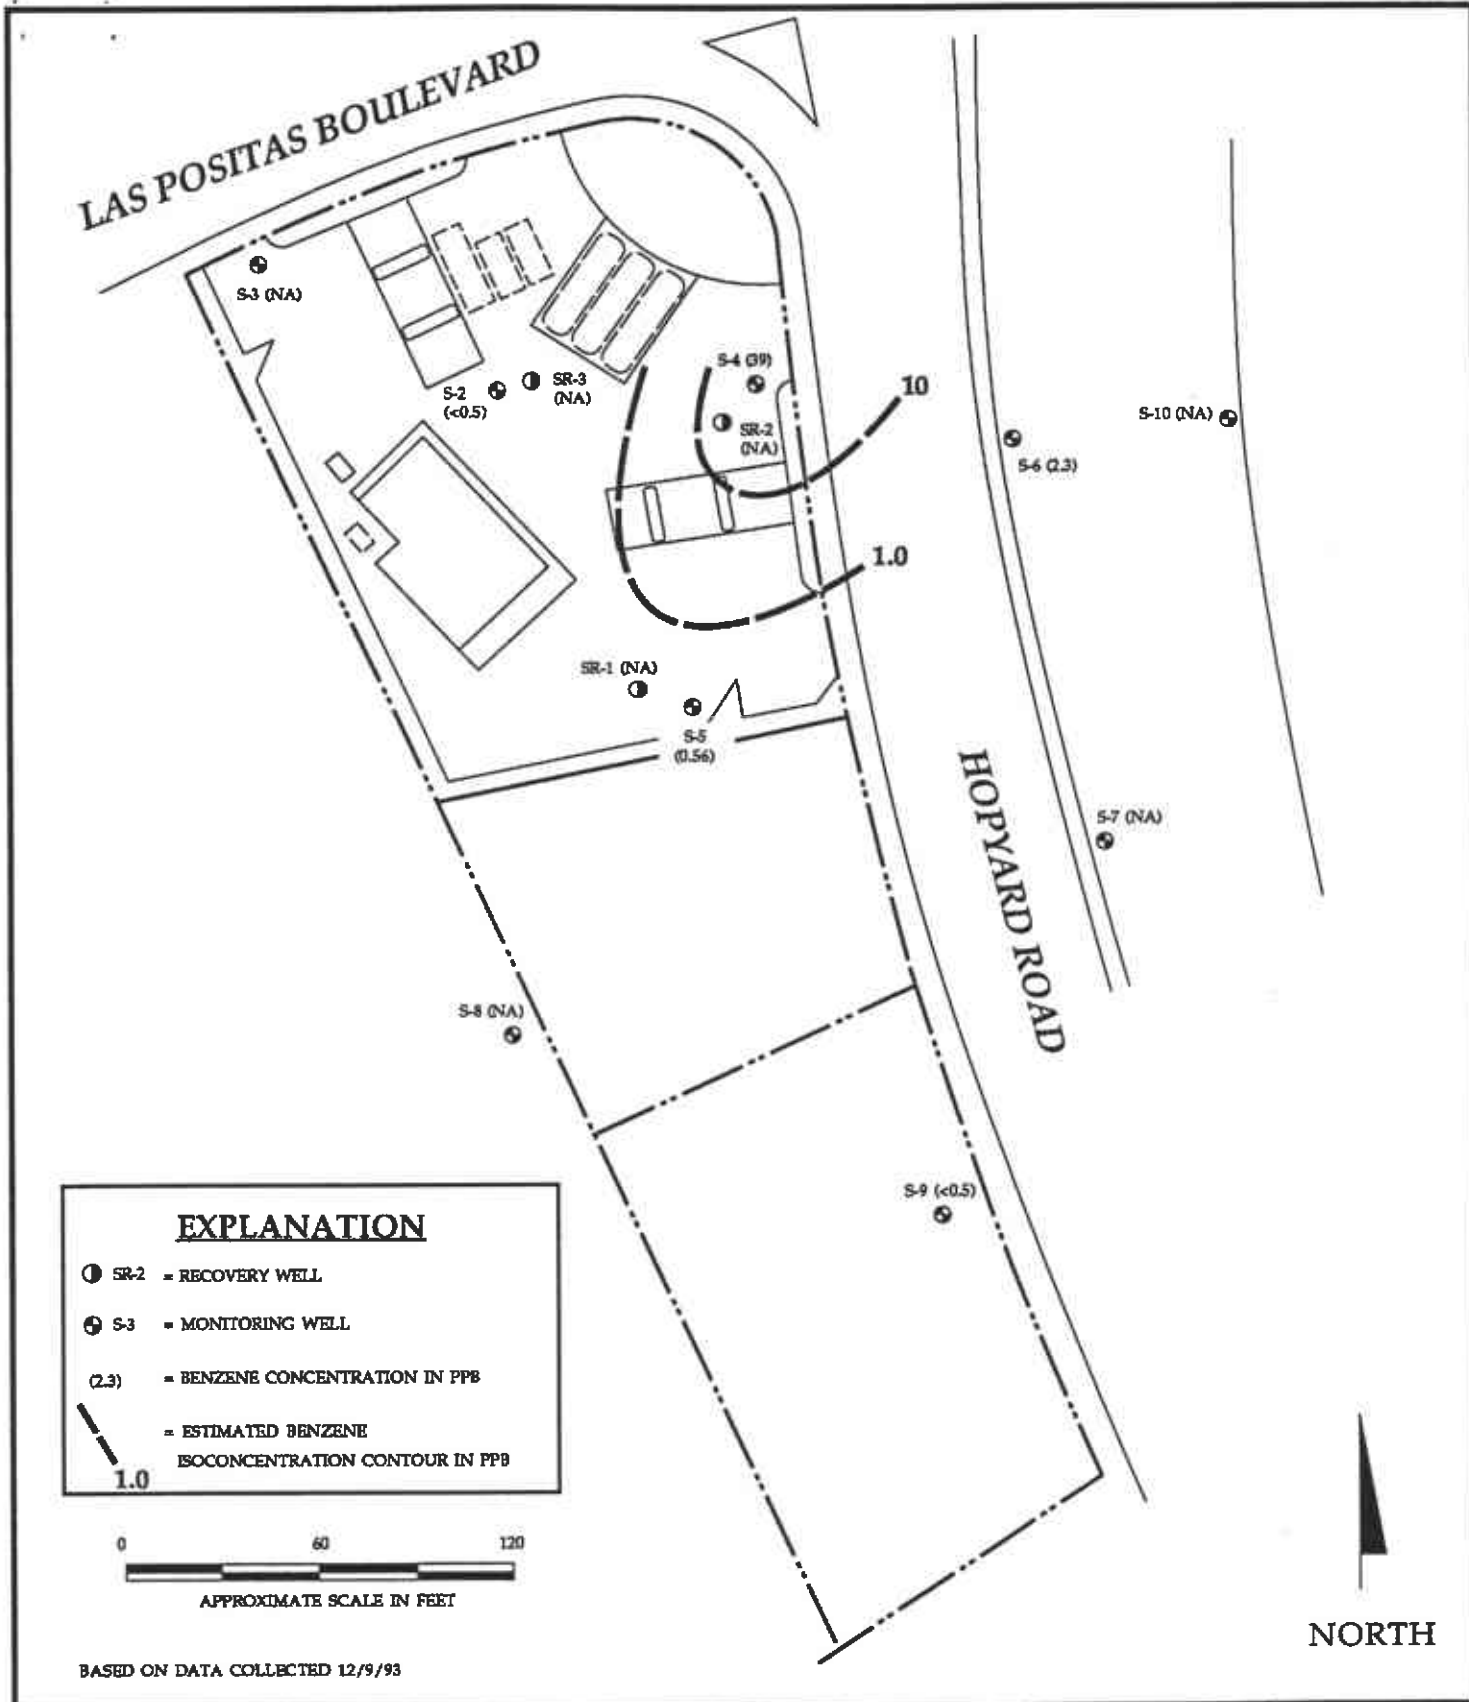 LAS POSITAS BOULEVARD
S-3 (NA)
S-4 (39)
SR-3
(NA)
S-2
(<0.5)
10
SR-2
(NA)
S-10 (NA)
S-6 (2.3)
1.0
SR-1 (NA)
S-5
(0.56)
HOPYARD ROAD
S-7 (NA)
S-8 (NA)
S-9 (<0.5)
EXPLANATION
SR-2 = RECOVERY WELL
S-3 = MONITORING WELL
(2.3) = BENZENE CONCENTRATION IN PPB
= ESTIMATED BENZENE
ISOCONCENTRATION CONTOUR IN PPB
1.0
0 60 120
APPROXIMATE SCALE IN FEET
NORTH
BASED ON DATA COLLECTED 12/9/93